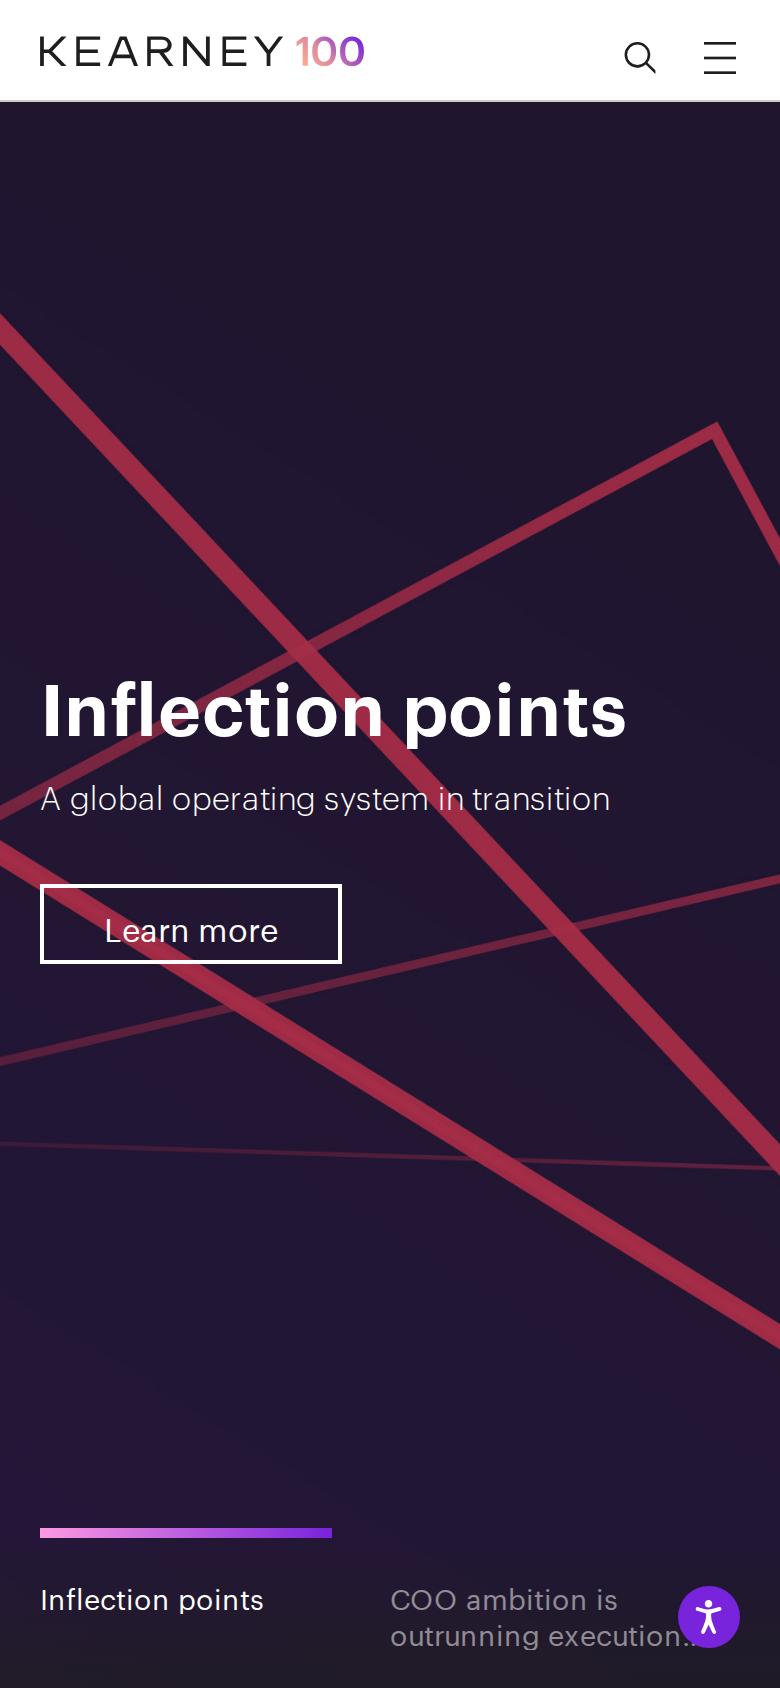 KEARNEY 100
Inflection points
A global operating system in transition
Learn more
Inflection points
COO ambition is
outrunning execution...